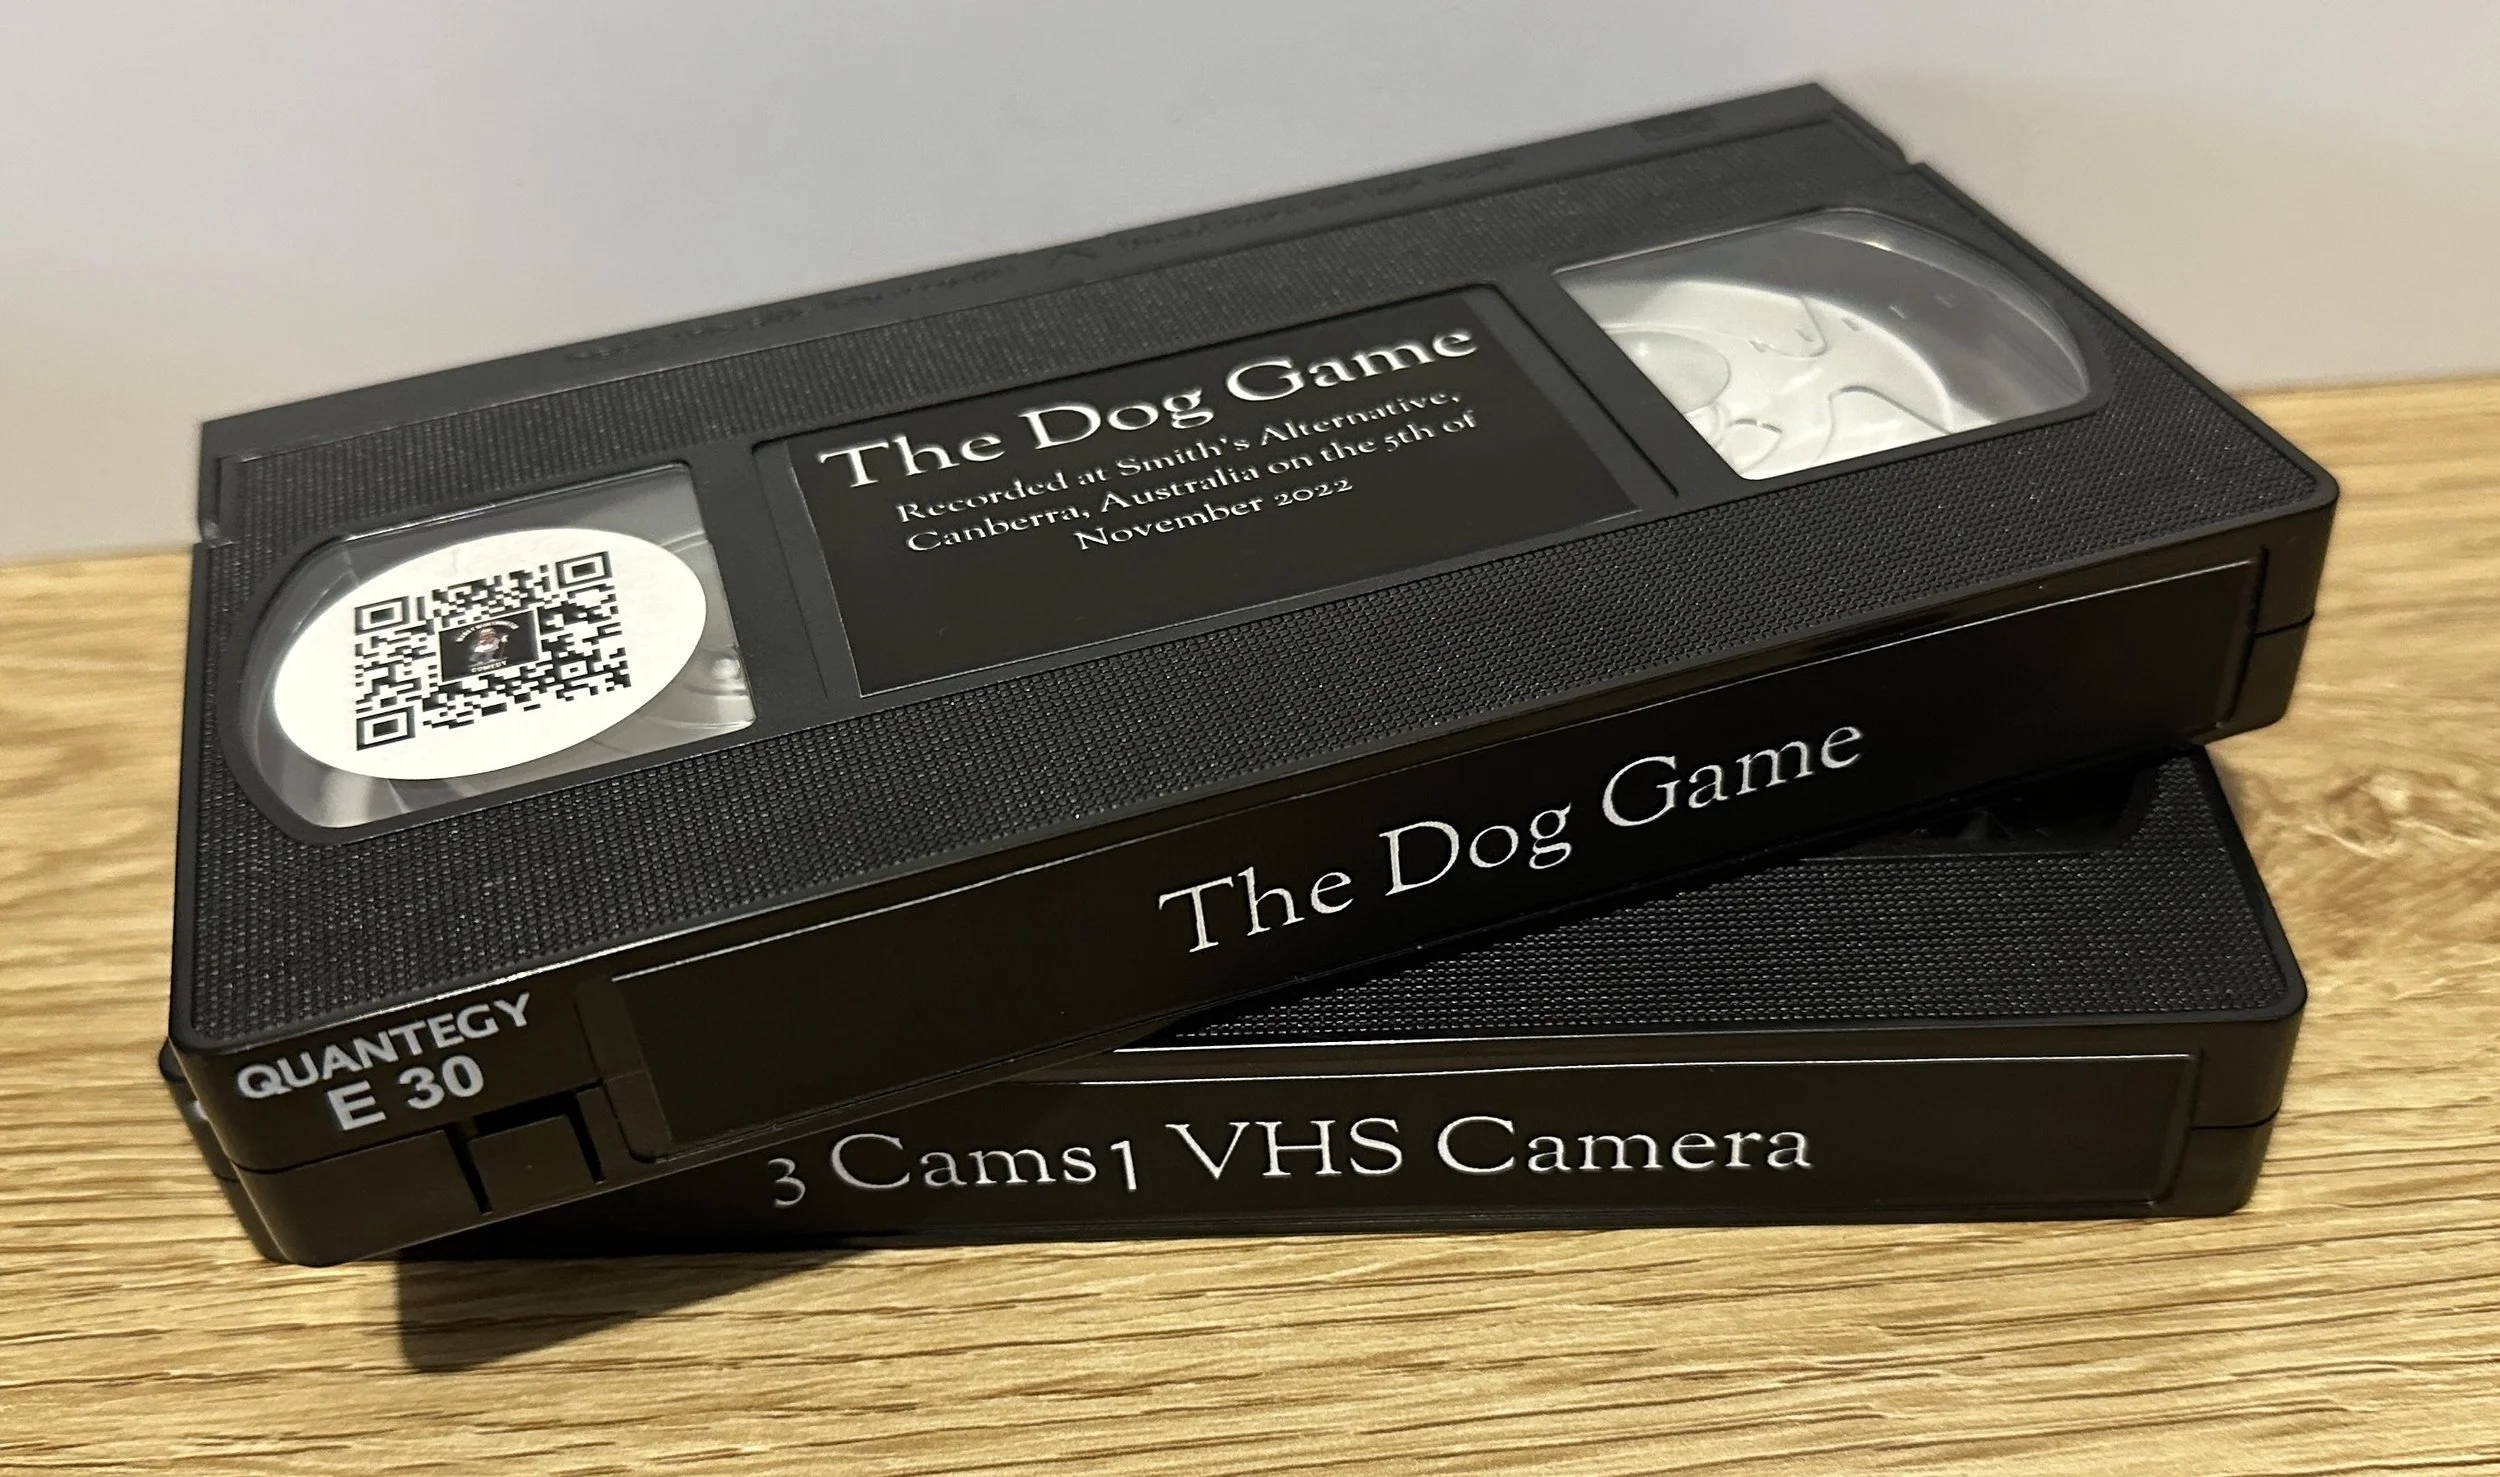 The Dog Game
Recorded at Smith's Alternative,
Canberra, Australia on the 5th of
November 2022
COMEDY
The Dog Game
QUANTEGY
E 30
3 Cams 1 VHS Camera